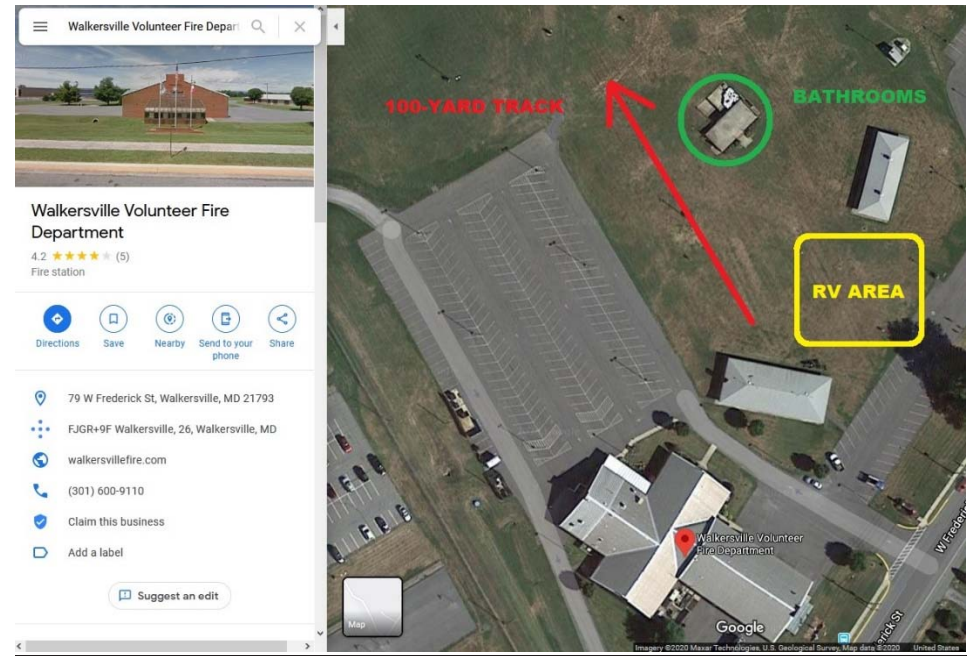 Walkersville Volunteer Fire Depart
Walkersville Volunteer Fire
Department
4.2 ★★★★★ (5)
Fire station
Directions
Save
Nearby
Send to your
phone
Share
79 W Frederick St, Walkersville, MD 21793
FJGR+9F Walkersville, 26, Walkersville, MD
walkersvillefire.com
(301) 600-9110
Claim this business
Add a label
Suggest an edit
100-YARD TRACK
BATHROOMS
RV AREA
Walkersville Volunteer
Fire Department
W Frederick
erick St
Map
Google
Imagery ©2020 Maxar Technologies, U.S. Geological Survey, Map data ©2020 United States